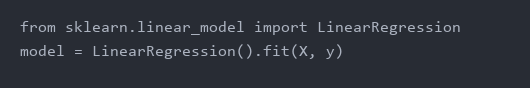 from sklearn.linear_model import LinearRegression
model = LinearRegression().fit(X, y)